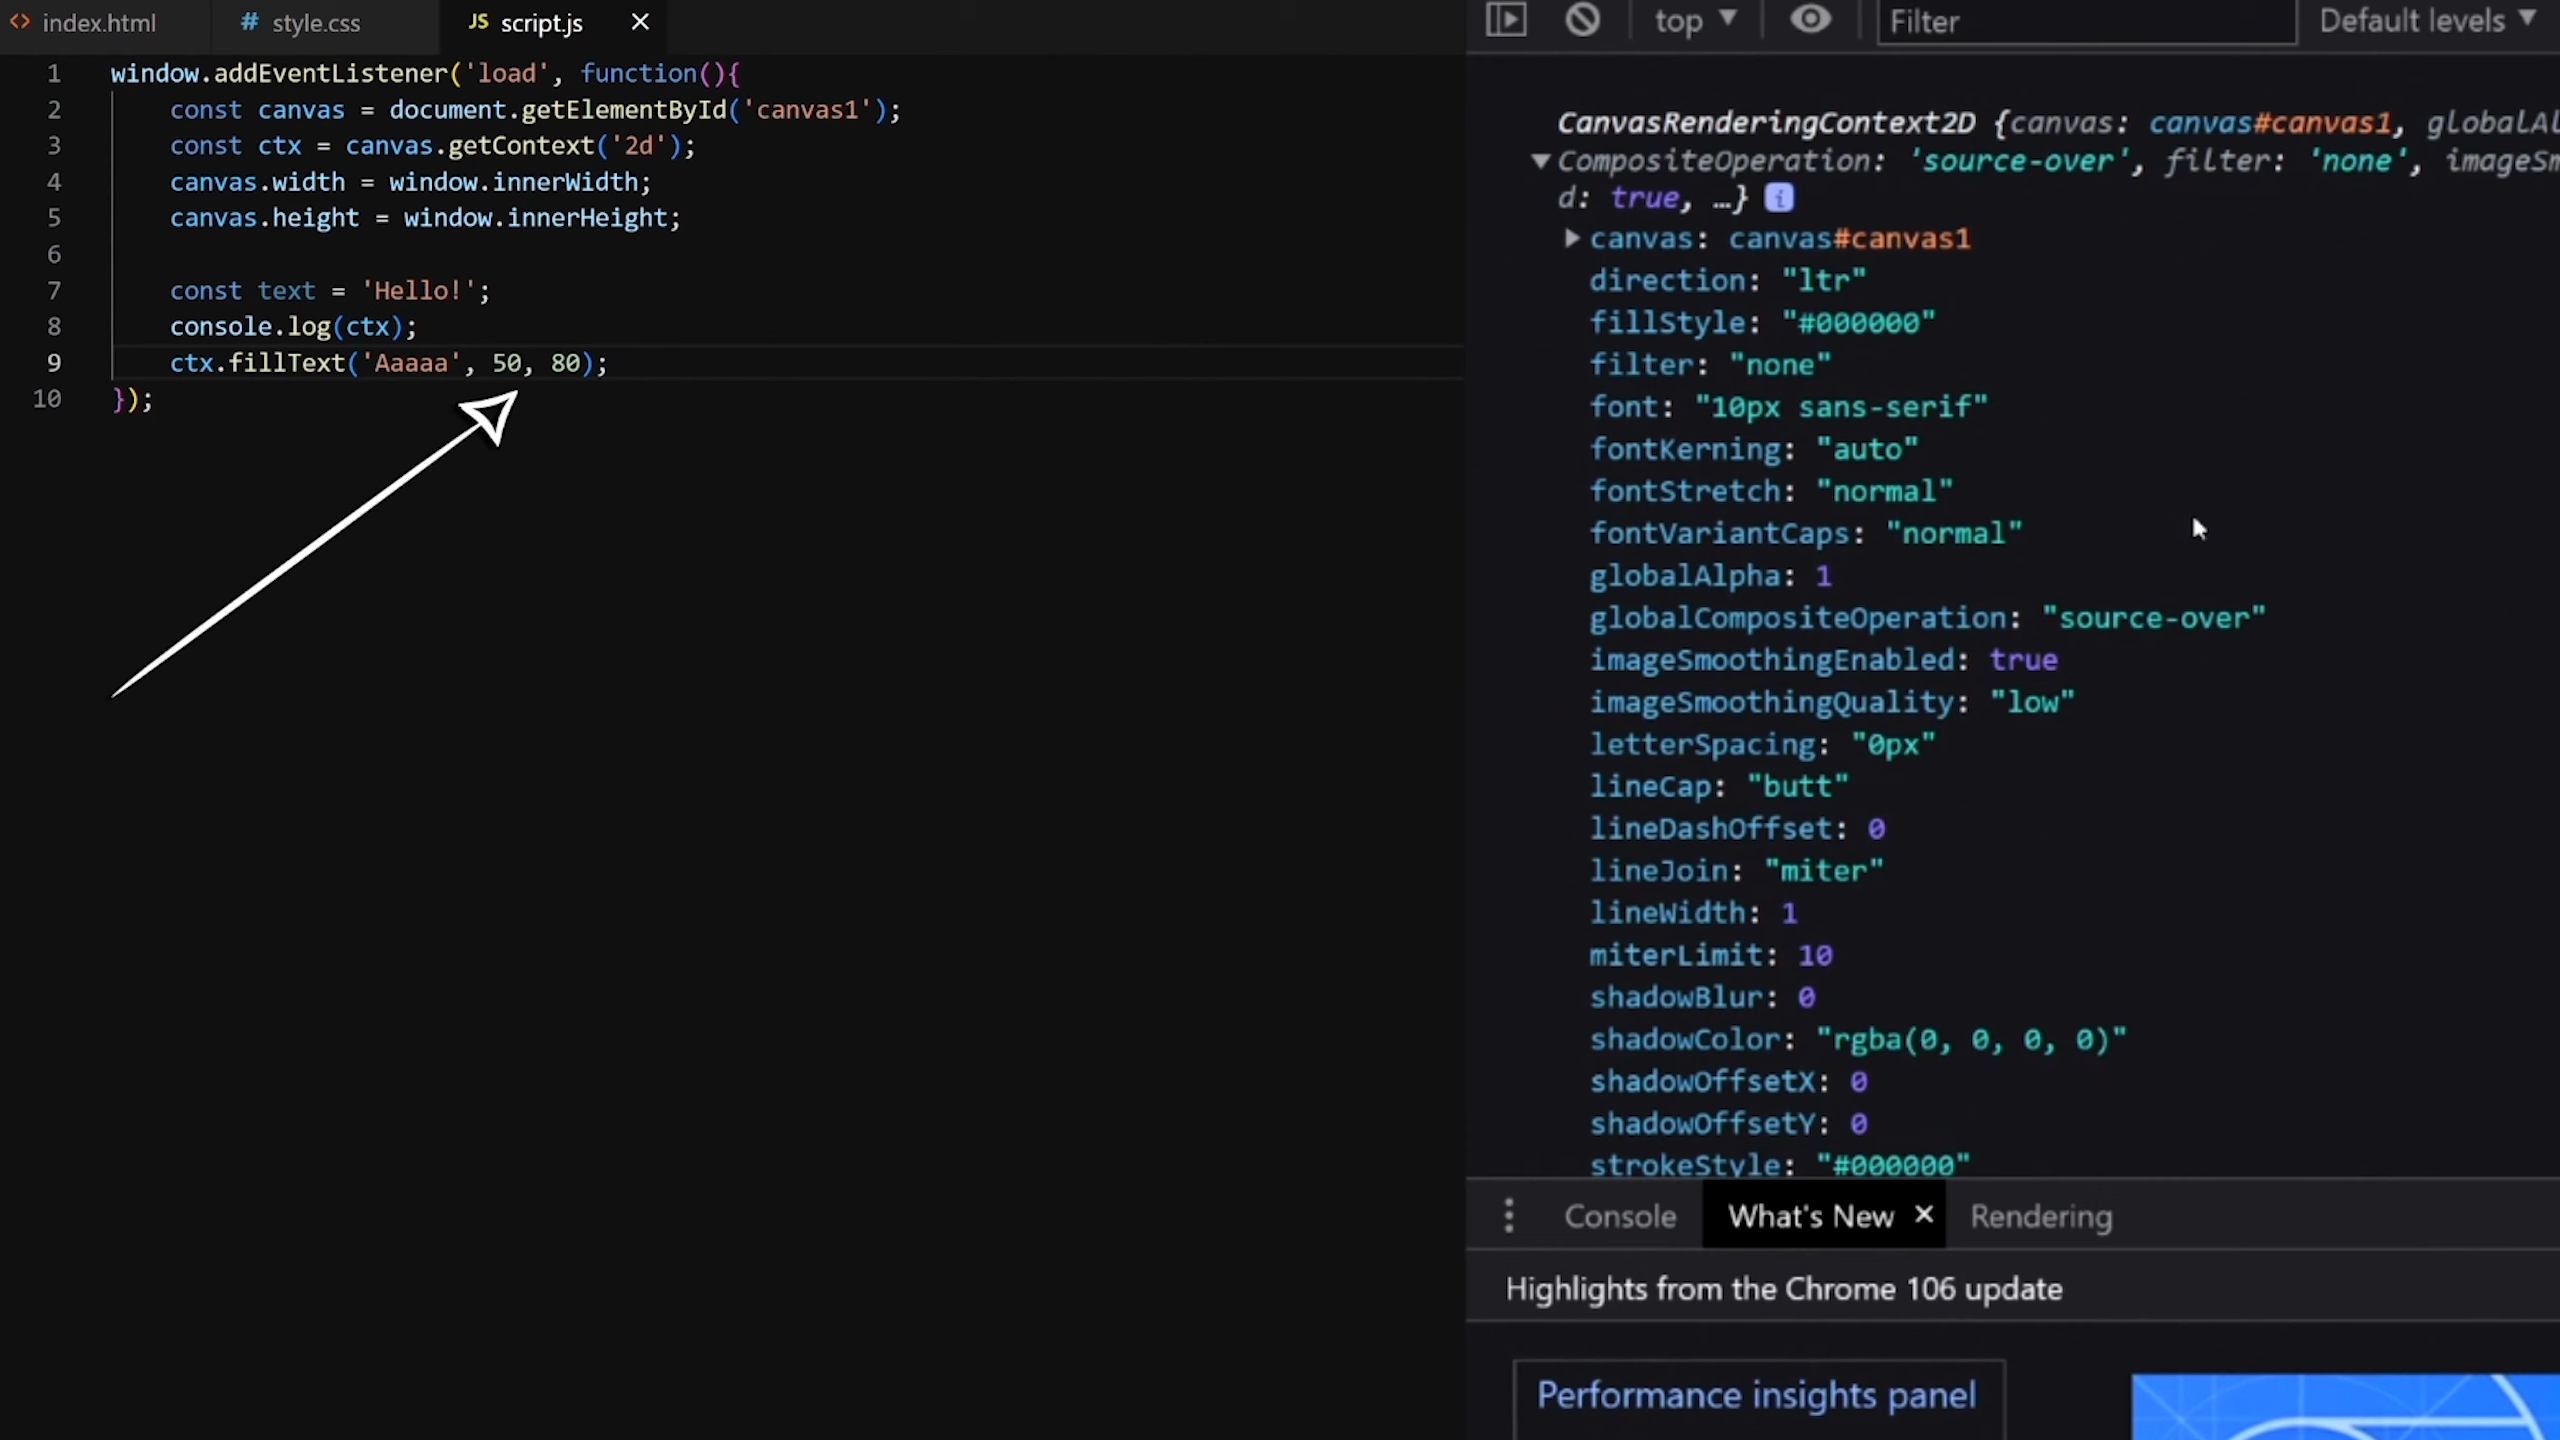 <> index.html # style.css JS script.js ×
1 window.addEventListener('load', function(){
2 const canvas = document.getElementById('canvas1');
3 const ctx = canvas.getContext('2d');
4 canvas.width = window.innerWidth;
5 canvas.height = window.innerHeight;
6
7 const text = 'Hello!';
8 console.log(ctx);
9 ctx.fillText('Aaaaa', 50, 80);
10 });
top ▼ Filter Default levels ▼
CanvasRenderingContext2D {canvas: canvas#canvas1, globalAl
▼ CompositeOperation: 'source-over', filter: 'none', imageSm
d: true, …} i
▶ canvas: canvas#canvas1
direction: "ltr"
fillStyle: "#000000"
filter: "none"
font: "10px sans-serif"
fontKerning: "auto"
fontStretch: "normal"
fontVariantCaps: "normal"
globalAlpha: 1
globalCompositeOperation: "source-over"
imageSmoothingEnabled: true
imageSmoothingQuality: "low"
letterSpacing: "0px"
lineCap: "butt"
lineDashOffset: 0
lineJoin: "miter"
lineWidth: 1
miterLimit: 10
shadowBlur: 0
shadowColor: "rgba(0, 0, 0, 0)"
shadowOffsetX: 0
shadowOffsetY: 0
strokeStyle: "#000000"
Console What's New × Rendering
Highlights from the Chrome 106 update
Performance insights panel